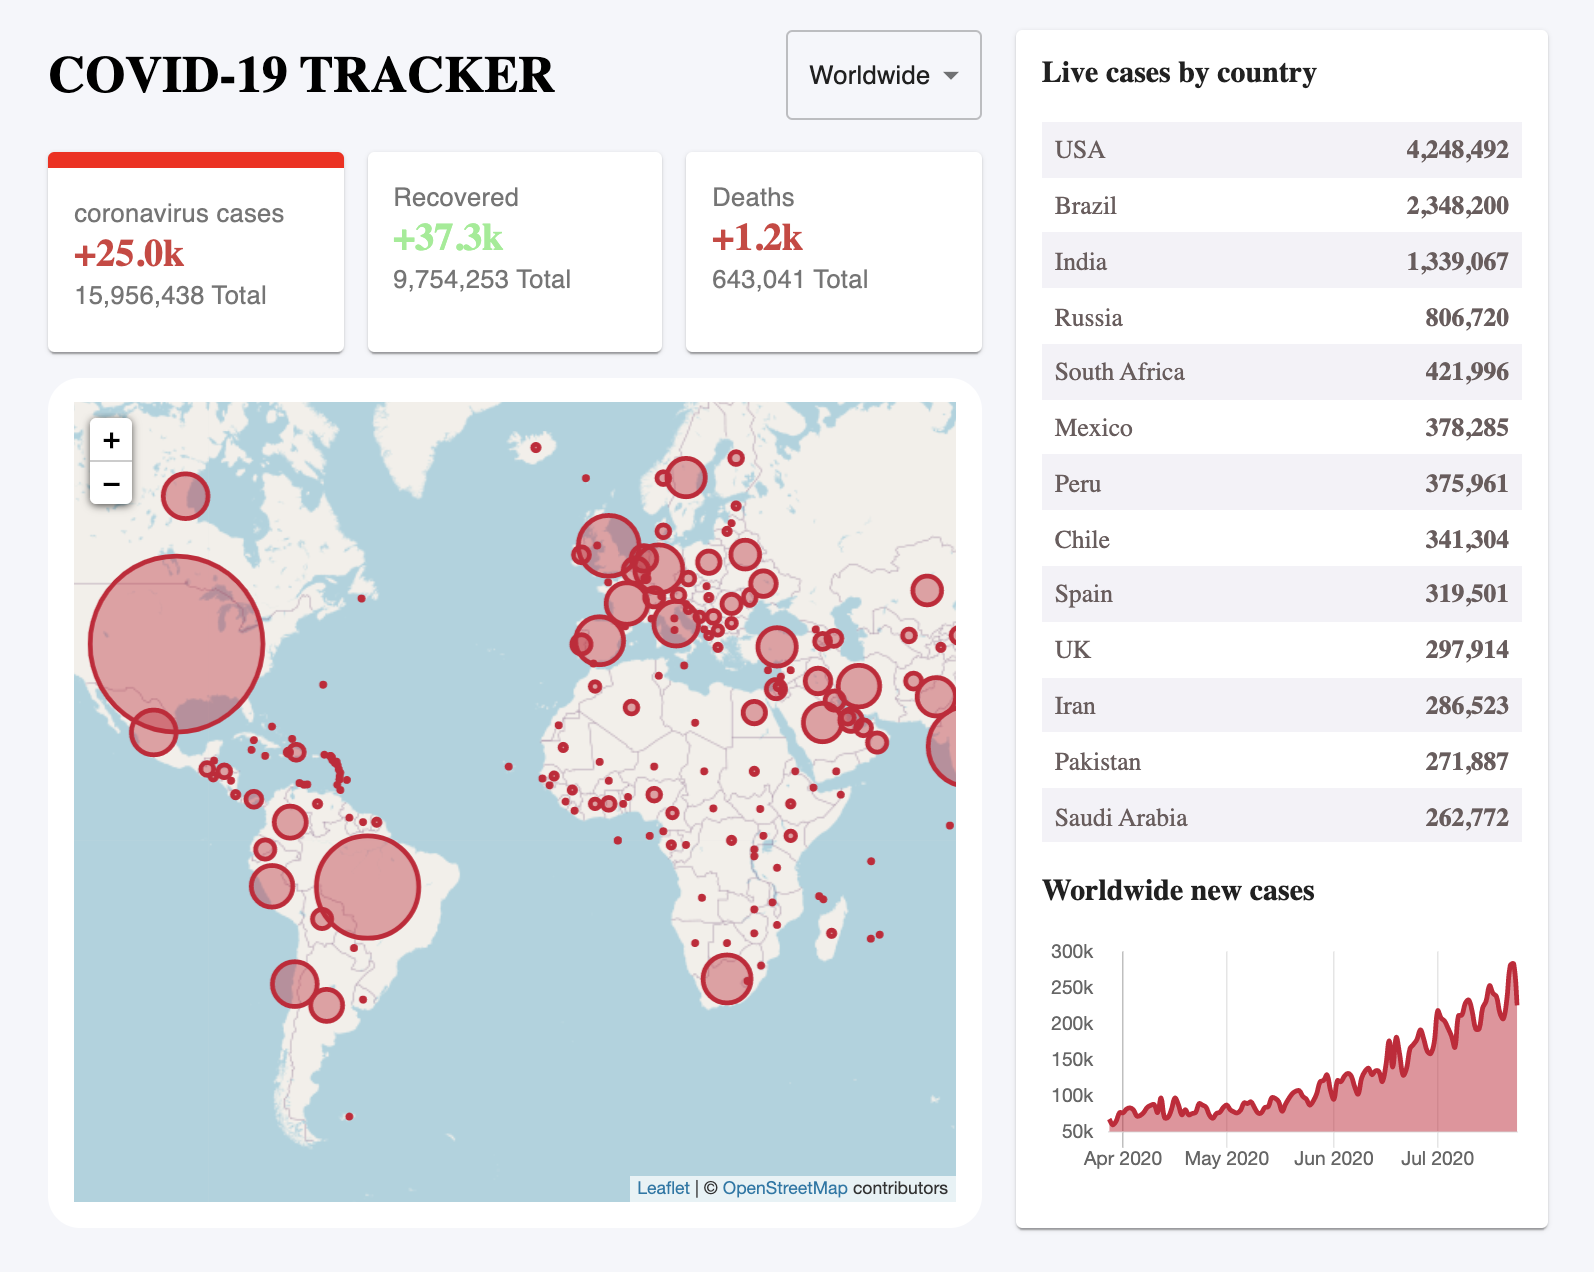 COVID-19 TRACKER
Worldwide
coronavirus cases
+25.0k
15,956,438 Total
Recovered
+37.3k
9,754,253 Total
Deaths
+1.2k
643,041 Total
+
−
Leaflet | © OpenStreetMap contributors
Live cases by country
USA 4,248,492
Brazil 2,348,200
India 1,339,067
Russia 806,720
South Africa 421,996
Mexico 378,285
Peru 375,961
Chile 341,304
Spain 319,501
UK 297,914
Iran 286,523
Pakistan 271,887
Saudi Arabia 262,772
Worldwide new cases
300k
250k
200k
150k
100k
50k
Apr 2020 May 2020 Jun 2020 Jul 2020